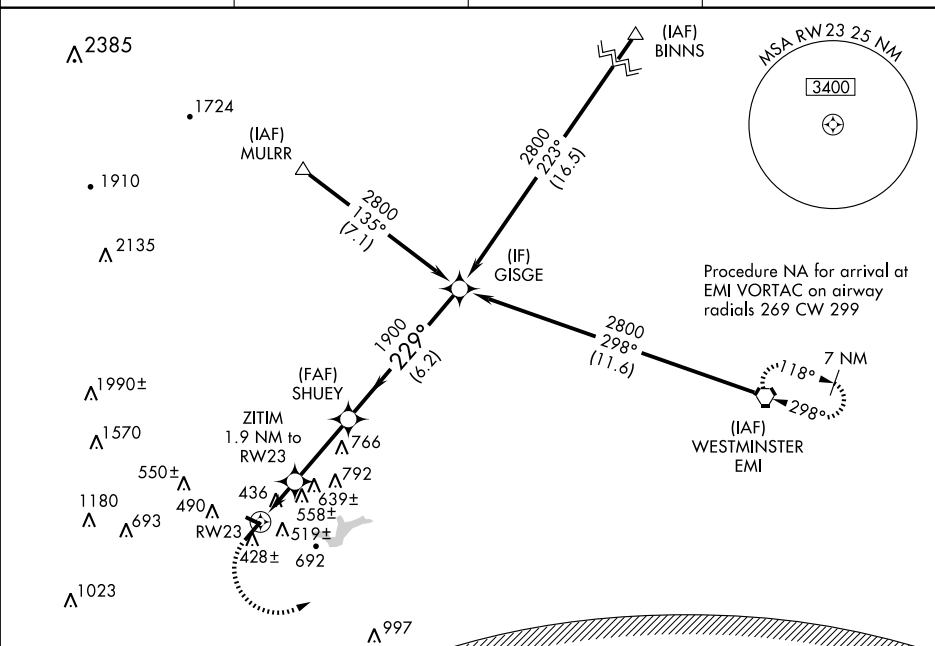 2385
1724
1910
2135
(IAF)
MULRR
2800
135°
(7.1)
(IAF)
BINNS
2800
223°
(16.5)
MSA RW23 25 NM
3400
(IF)
GISGE
Procedure NA for arrival at
EMI VORTAC on airway
radials 269 CW 299
2800
298°
(11.6)
118°
7 NM
298°
(IAF)
WESTMINSTER
EMI
1900
229°
(6.2)
(FAF)
SHUEY
ZITIM
1.9 NM to
RW23
1990±
1570
766
550±
792
436
639±
490
558±
1180
693
RW23
519±
428±
692
1023
997